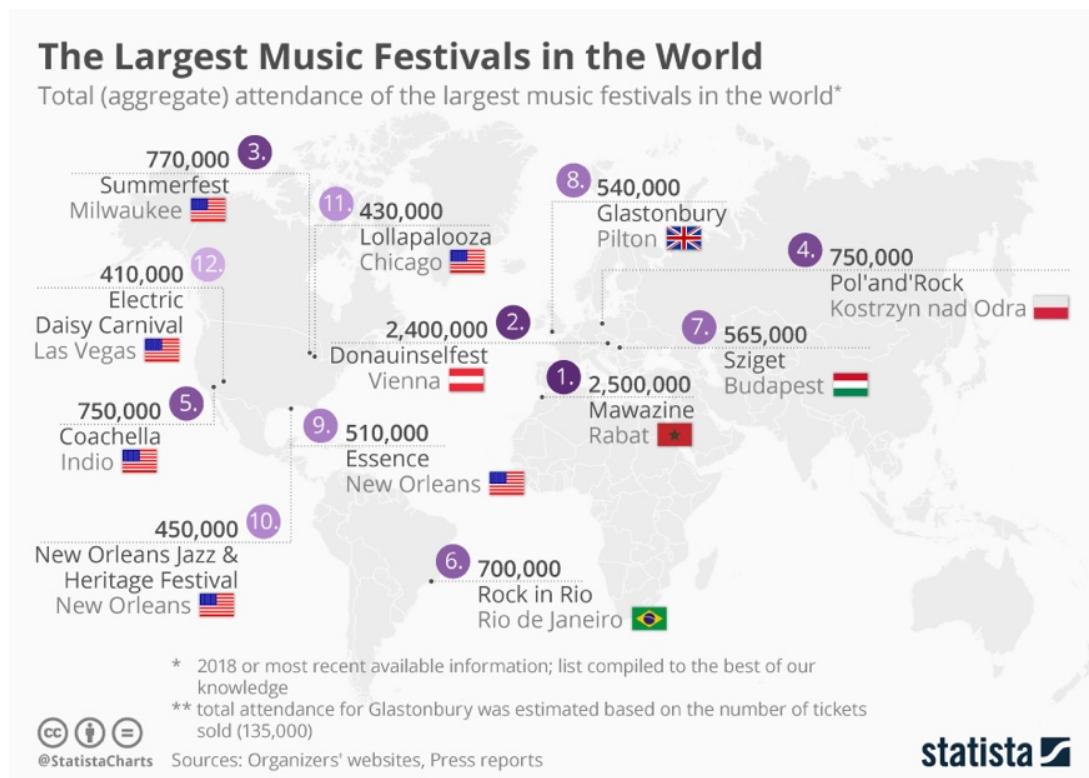 The Largest Music Festivals in the World
Total (aggregate) attendance of the largest music festivals in the world*
3.
770,000
Summerfest
Milwaukee
11.
430,000
Lollapalooza
Chicago
8.
540,000
Glastonbury
Pilton
4.
750,000
Pol'and'Rock
Kostrzyn nad Odra
12.
410,000
Electric
Daisy Carnival
Las Vegas
2.
2,400,000
Donauinselfest
Vienna
7.
565,000
Sziget
Budapest
1.
2,500,000
Mawazine
Rabat
5.
750,000
Coachella
Indio
9.
510,000
Essence
New Orleans
10.
450,000
New Orleans Jazz &
Heritage Festival
New Orleans
6.
700,000
Rock in Rio
Rio de Janeiro
* 2018 or most recent available information; list compiled to the best of our
knowledge
** total attendance for Glastonbury was estimated based on the number of tickets
sold (135,000)
cc
@StatistaCharts
Sources: Organizers' websites, Press reports
statista